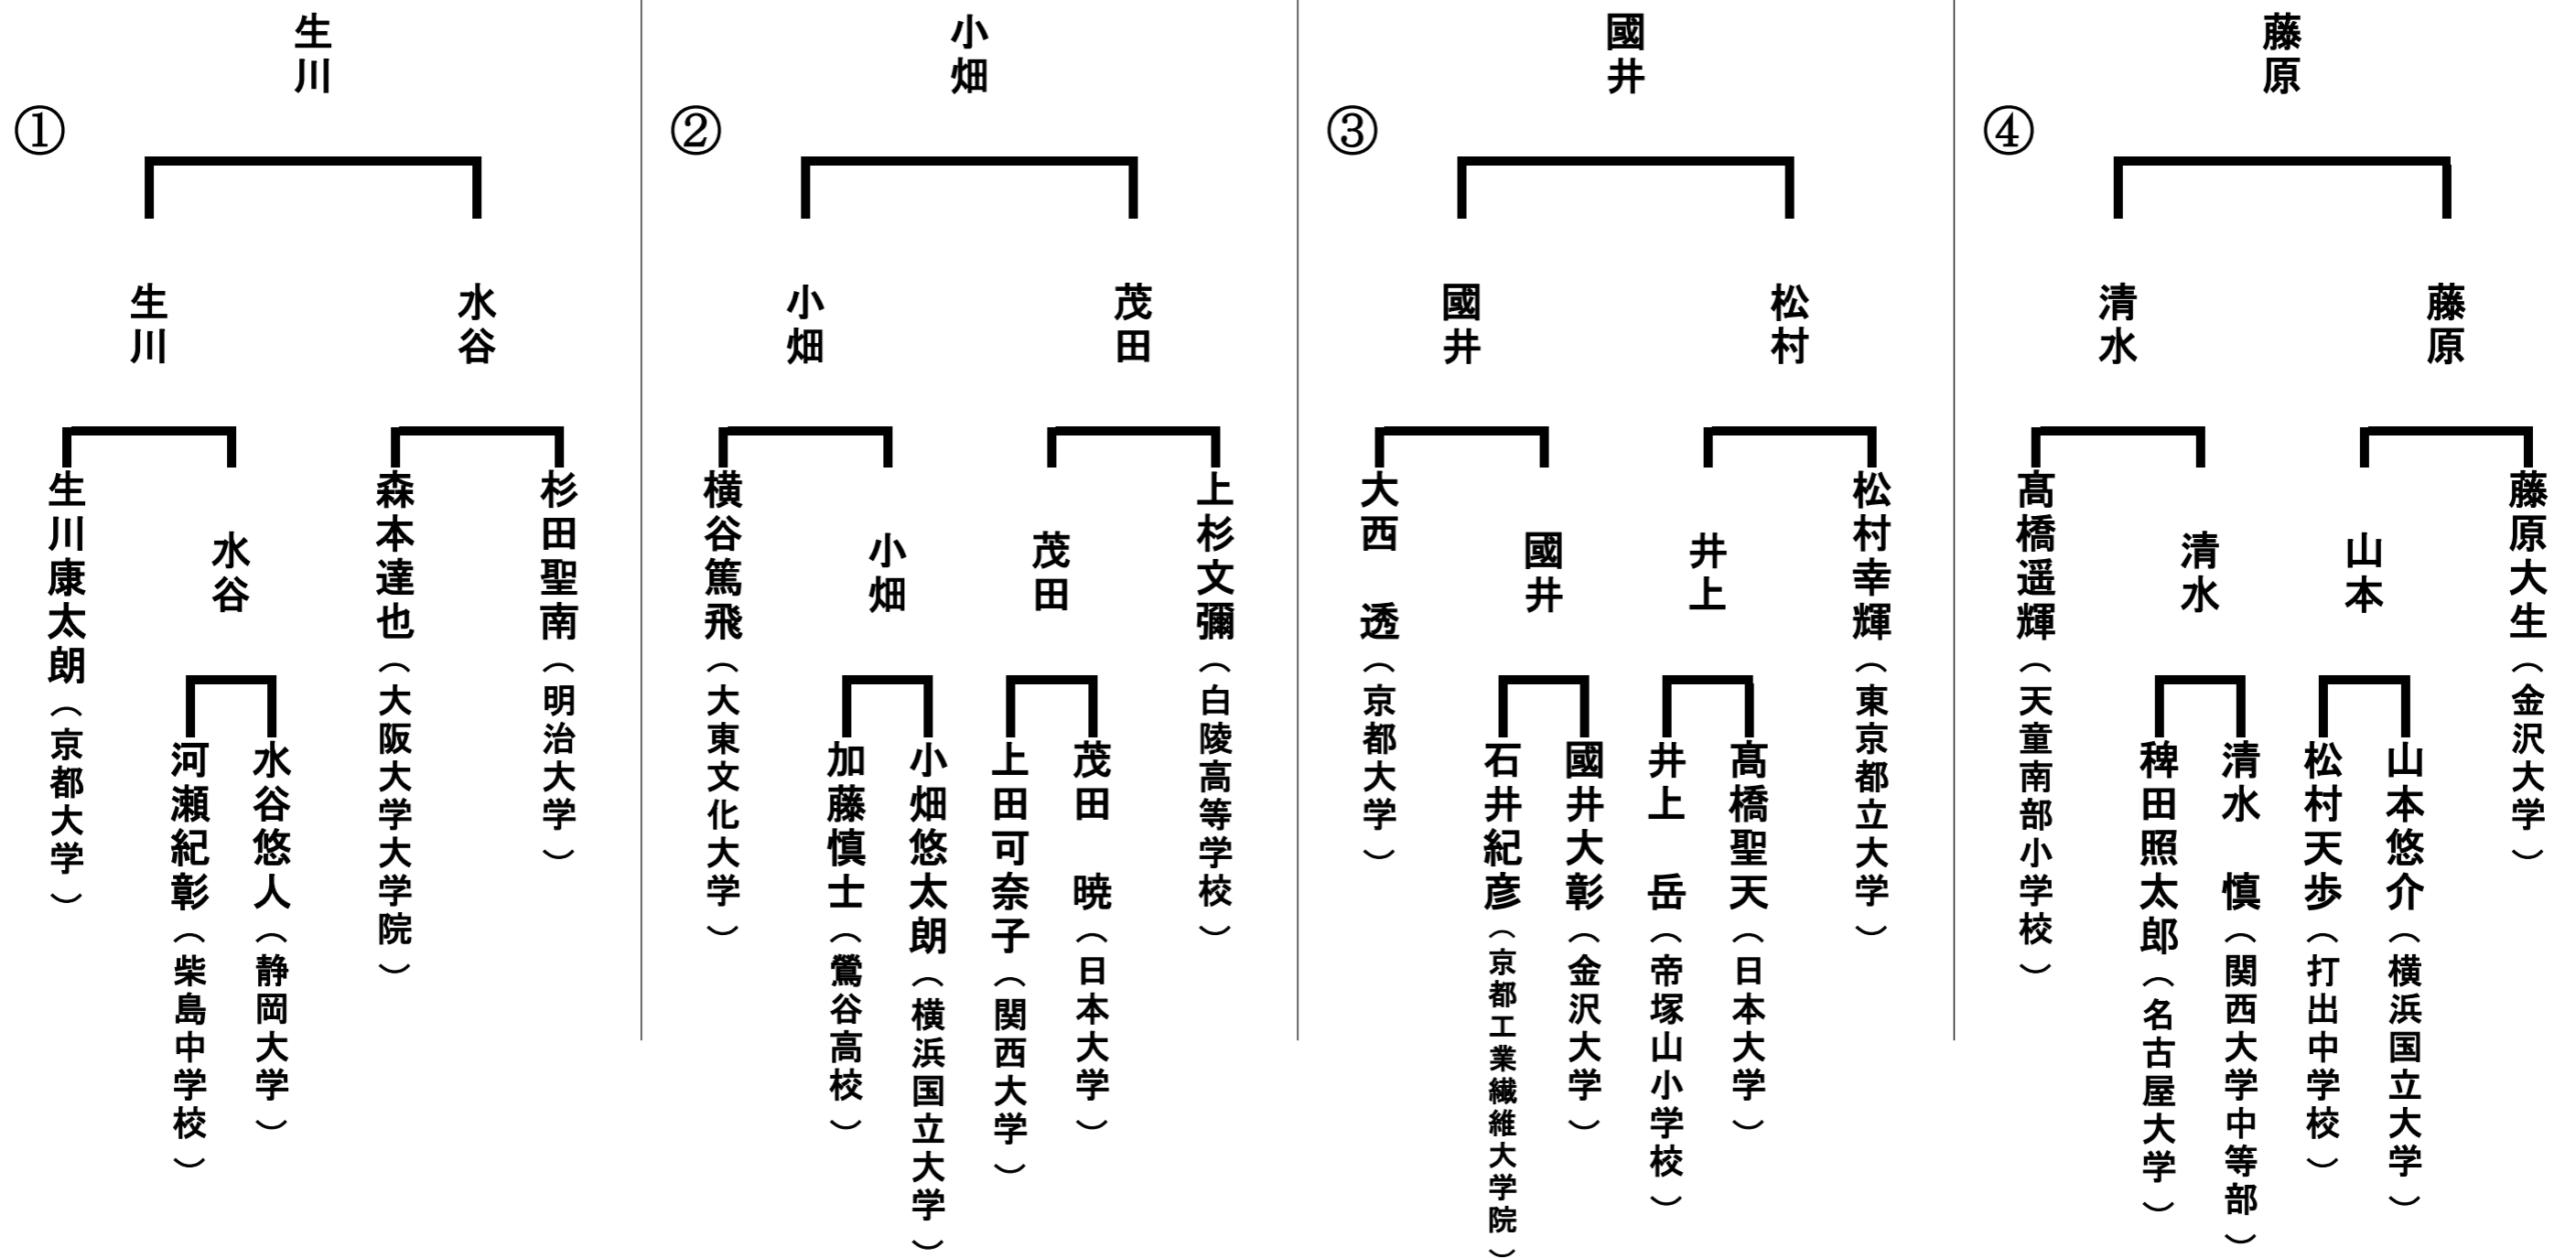 ①
生川
生川
水谷
生川康太朗（京都大学）
水谷
河瀬紀彰（柴島中学校）
水谷悠人（静岡大学）
森本達也（大阪大学大学院）
杉田聖南（明治大学）
②
小畑
小畑
茂田
横谷篤飛（大東文化大学）
小畑
加藤慎士（鶯谷高校）
小畑悠太朗（横浜国立大学）
茂田
上田可奈子（関西大学）
茂田　暁（日本大学）
上杉文彌（白陵高等学校）
③
國井
國井
松村
大西　透（京都大学）
國井
石井紀彦（京都工業繊維大学院）
國井大彰（金沢大学）
井上
井上　岳（帝塚山小学校）
髙橋聖天（日本大学）
松村幸輝（東京都立大学）
④
藤原
清水
藤原
髙橋遥輝（天童南部小学校）
清水
稗田照太郎（名古屋大学）
清水　慎（関西大学中等部）
山本
松村天歩（打出中学校）
山本悠介（横浜国立大学）
藤原大生（金沢大学）